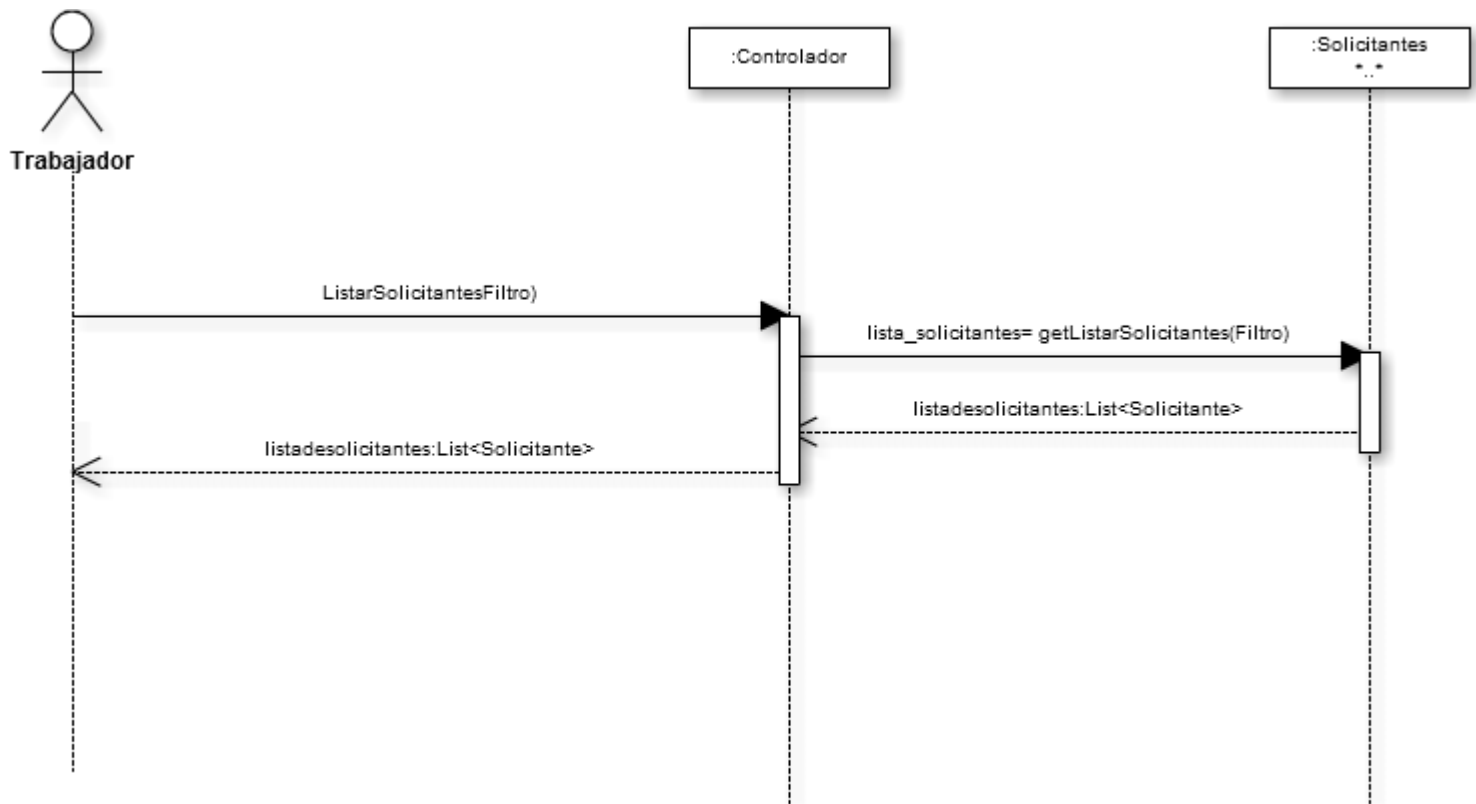 :Controlador
:Solicitantes
*..*
Trabajador
ListarSolicitantesFiltro)
lista_solicitantes= getListarSolicitantes(Filtro)
listadesolicitantes:List<Solicitante>
listadesolicitantes:List<Solicitante>